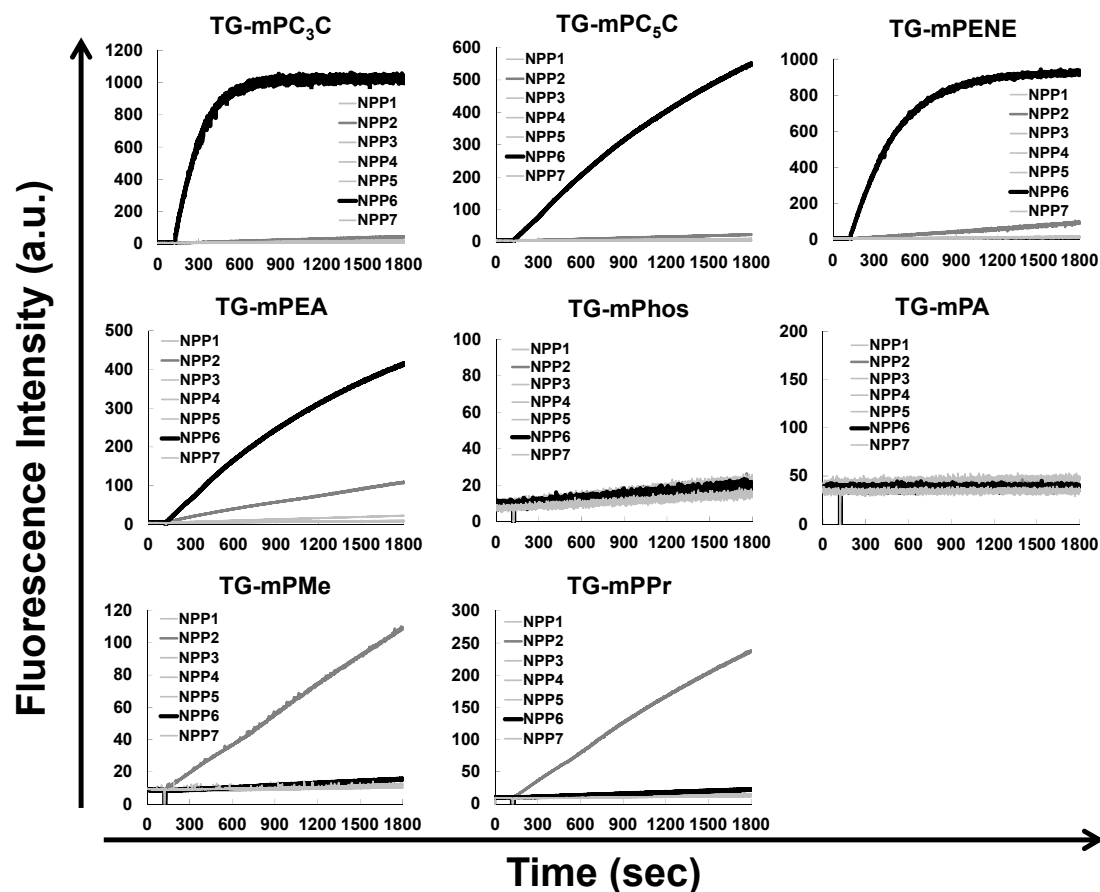 Fluorescence Intensity (a.u.)
TG-mPC₃C
1200
1000
800
600
400
200
0
NPP1
NPP2
NPP3
NPP4
NPP5
NPP6
NPP7
0 300 600 900 1200 1500 1800
TG-mPC₅C
600
500
400
300
200
100
0
NPP1
NPP2
NPP3
NPP4
NPP5
NPP6
NPP7
0 300 600 900 1200 1500 1800
TG-mPENE
1000
800
600
400
200
0
NPP1
NPP2
NPP3
NPP4
NPP5
NPP6
NPP7
0 300 600 900 1200 1500 1800
TG-mPEA
500
400
300
200
100
0
NPP1
NPP2
NPP3
NPP4
NPP5
NPP6
NPP7
0 300 600 900 1200 1500 1800
TG-mPhos
100
80
60
40
20
0
NPP1
NPP2
NPP3
NPP4
NPP5
NPP6
NPP7
0 300 600 900 1200 1500 1800
TG-mPA
200
150
100
50
0
NPP1
NPP2
NPP3
NPP4
NPP5
NPP6
NPP7
0 300 600 900 1200 1500 1800
TG-mPMe
120
100
80
60
40
20
0
NPP1
NPP2
NPP3
NPP4
NPP5
NPP6
NPP7
0 300 600 900 1200 1500 1800
TG-mPPr
300
250
200
150
100
50
0
NPP1
NPP2
NPP3
NPP4
NPP5
NPP6
NPP7
0 300 600 900 1200 1500 1800
Time (sec)